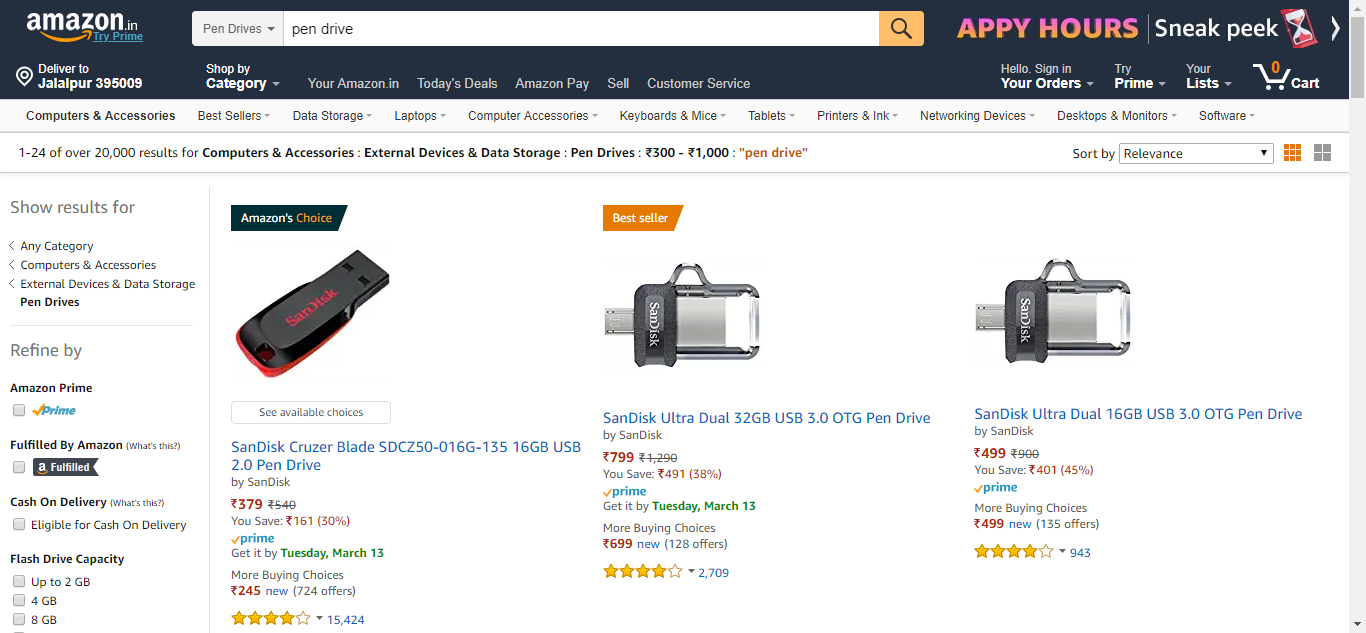 amazon.in
Try Prime
Pen Drives
pen drive
APPY HOURS
Sneak peek
Deliver to
Jalalpur 395009
Shop by
Category
Your Amazon.in
Today's Deals
Amazon Pay
Sell
Customer Service
Hello. Sign in
Your Orders
Try
Prime
Your
Lists
0
Cart
Computers & Accessories
Best Sellers
Data Storage
Laptops
Computer Accessories
Keyboards & Mice
Tablets
Printers & Ink
Networking Devices
Desktops & Monitors
Software
1-24 of over 20,000 results for Computers & Accessories : External Devices & Data Storage : Pen Drives : ₹300 - ₹1,000 : "pen drive"
Sort by
Relevance
Show results for
Any Category
Computers & Accessories
External Devices & Data Storage
Pen Drives
Refine by
Amazon Prime
Prime
Fulfilled By Amazon (What's this?)
a Fulfilled
Cash On Delivery (What's this?)
Eligible for Cash On Delivery
Flash Drive Capacity
Up to 2 GB
4 GB
8 GB
Amazon's Choice
SanDisk
See available choices
SanDisk Cruzer Blade SDCZ50-016G-135 16GB USB
2.0 Pen Drive
by SanDisk
₹379 ₹540
You Save: ₹161 (30%)
prime
Get it by Tuesday, March 13
More Buying Choices
₹245 new (724 offers)
15,424
Best seller
SanDisk
SanDisk Ultra Dual 32GB USB 3.0 OTG Pen Drive
by SanDisk
₹799 ₹1,290
You Save: ₹491 (38%)
prime
Get it by Tuesday, March 13
More Buying Choices
₹699 new (128 offers)
2,709
SanDisk
SanDisk Ultra Dual 16GB USB 3.0 OTG Pen Drive
by SanDisk
₹499 ₹900
You Save: ₹401 (45%)
prime
More Buying Choices
₹499 new (135 offers)
943